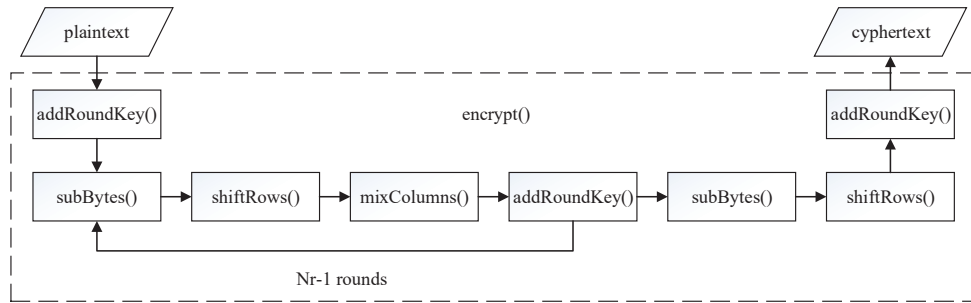 plaintext
cyphertext
addRoundKey()
encrypt()
addRoundKey()
subBytes()
shiftRows()
mixColumns()
addRoundKey()
subBytes()
shiftRows()
Nr-1 rounds